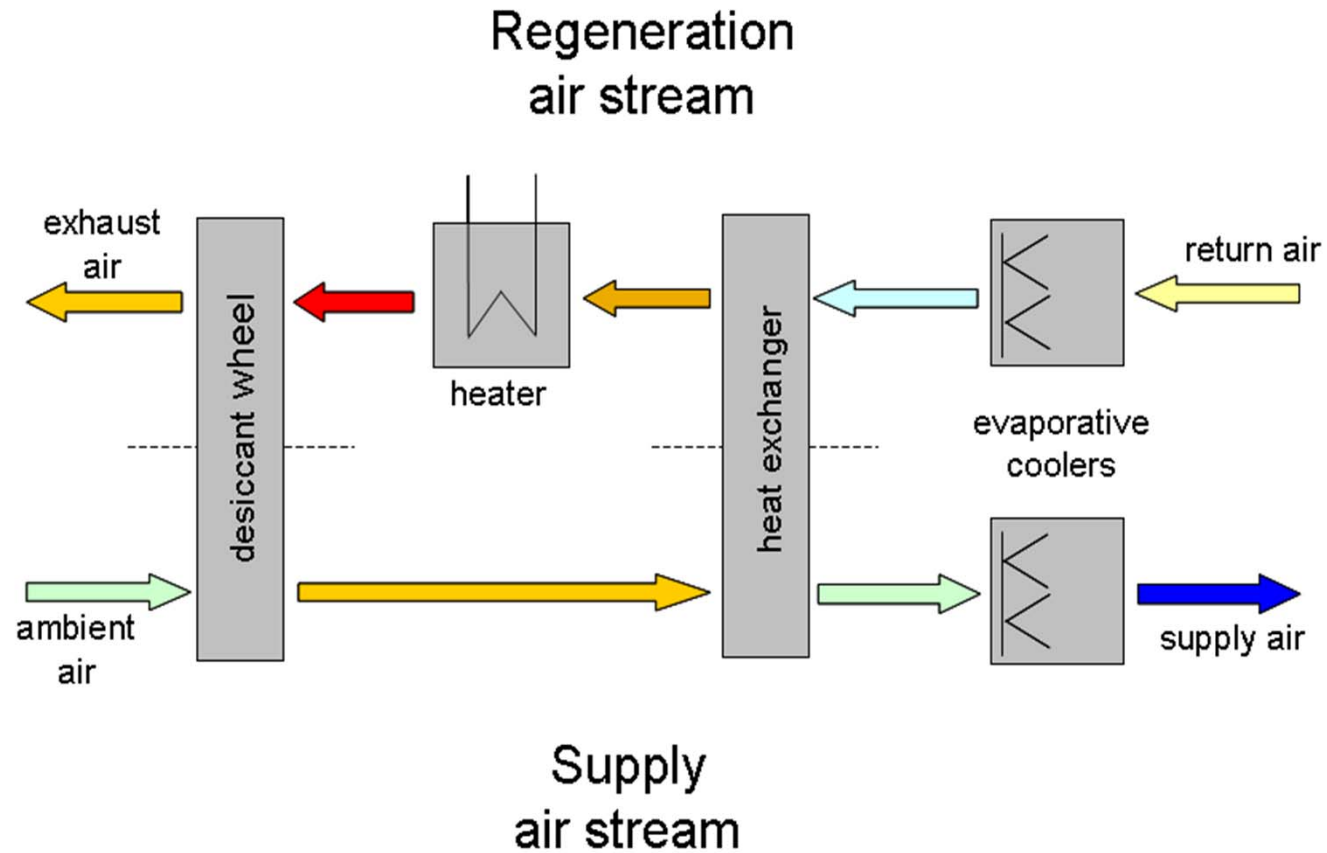 Regeneration
air stream
exhaust
air
return air
desiccant wheel
heater
heat exchanger
evaporative
coolers
ambient
air
supply air
Supply
air stream